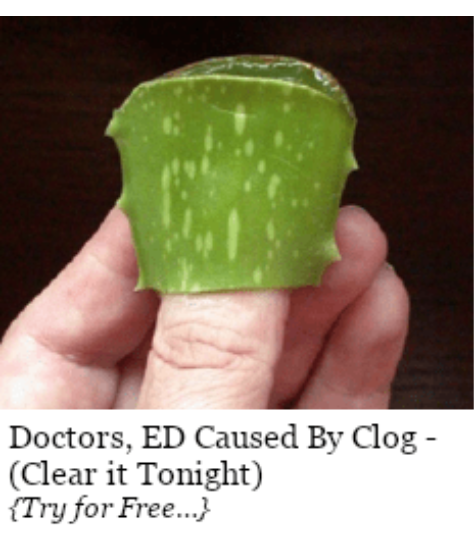 Doctors, ED Caused By Clog -
(Clear it Tonight)
{Try for Free...}